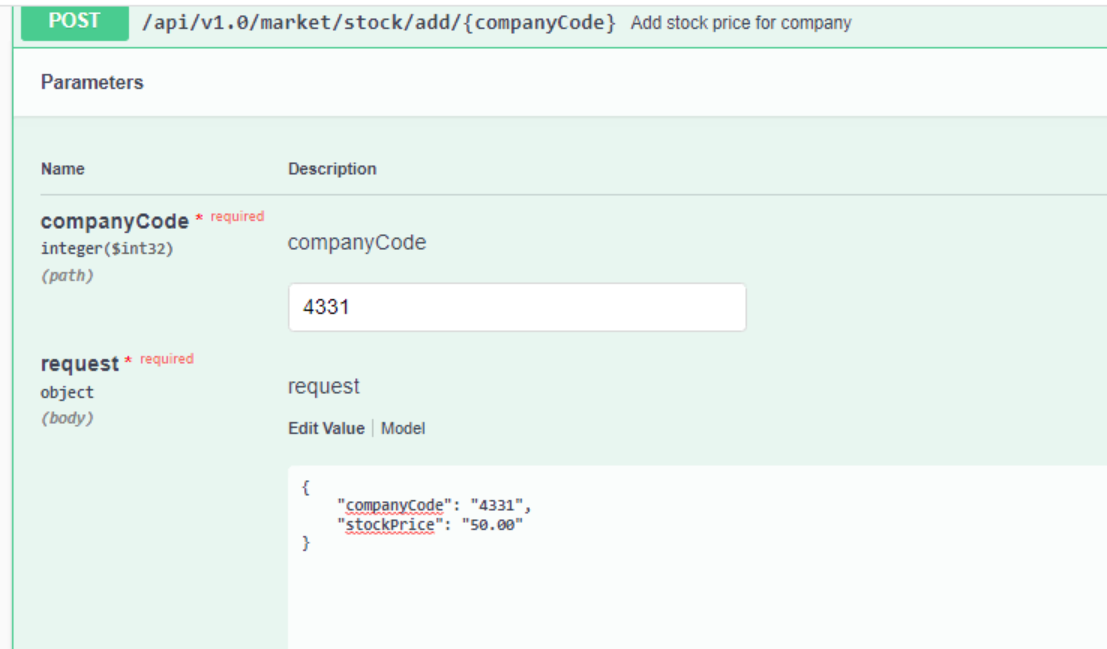 POST /api/v1.0/market/stock/add/{companyCode} Add stock price for company
Parameters
Name Description
companyCode * required
integer($int32)
(path)
companyCode
4331
request * required
object
(body)
request
Edit Value | Model
{
    "companyCode": "4331",
    "stockPrice": "50.00"
}